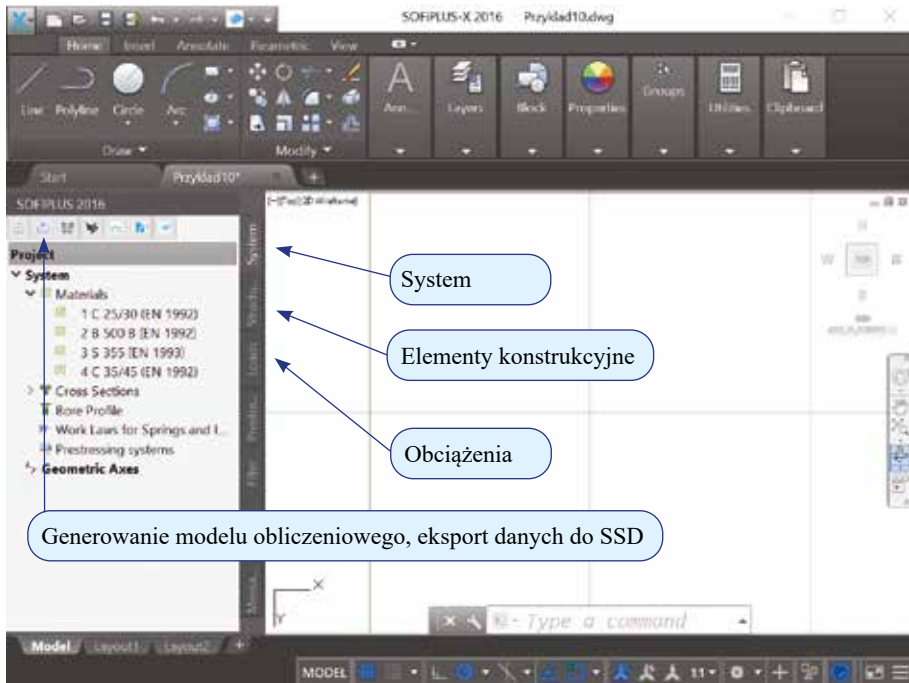 SOFiPLUS-X 2016 Przyklad10.dwg
Home Insert Annotate Parametric View
Line Polyline Circle Arc
Ann... Layers Block Properties Groups Utilities Clipboard
Draw Modify
Start Przyklad10*
SOFiPLUS 2016
Project
System
Materials
1 C 25/30 (EN 1992)
2 B 500 B (EN 1992)
3 S 355 (EN 1993)
4 C 35/45 (EN 1992)
Cross Sections
Bore Profile
Work Laws for Springs and I...
Prestressing systems
Geometric Axes
System
Loads
System
Elementy konstrukcyjne
Obciążenia
Generowanie modelu obliczeniowego, eksport danych do SSD
X
Y
Type a command
Model Layout1 Layout2 +
MODEL 1:1